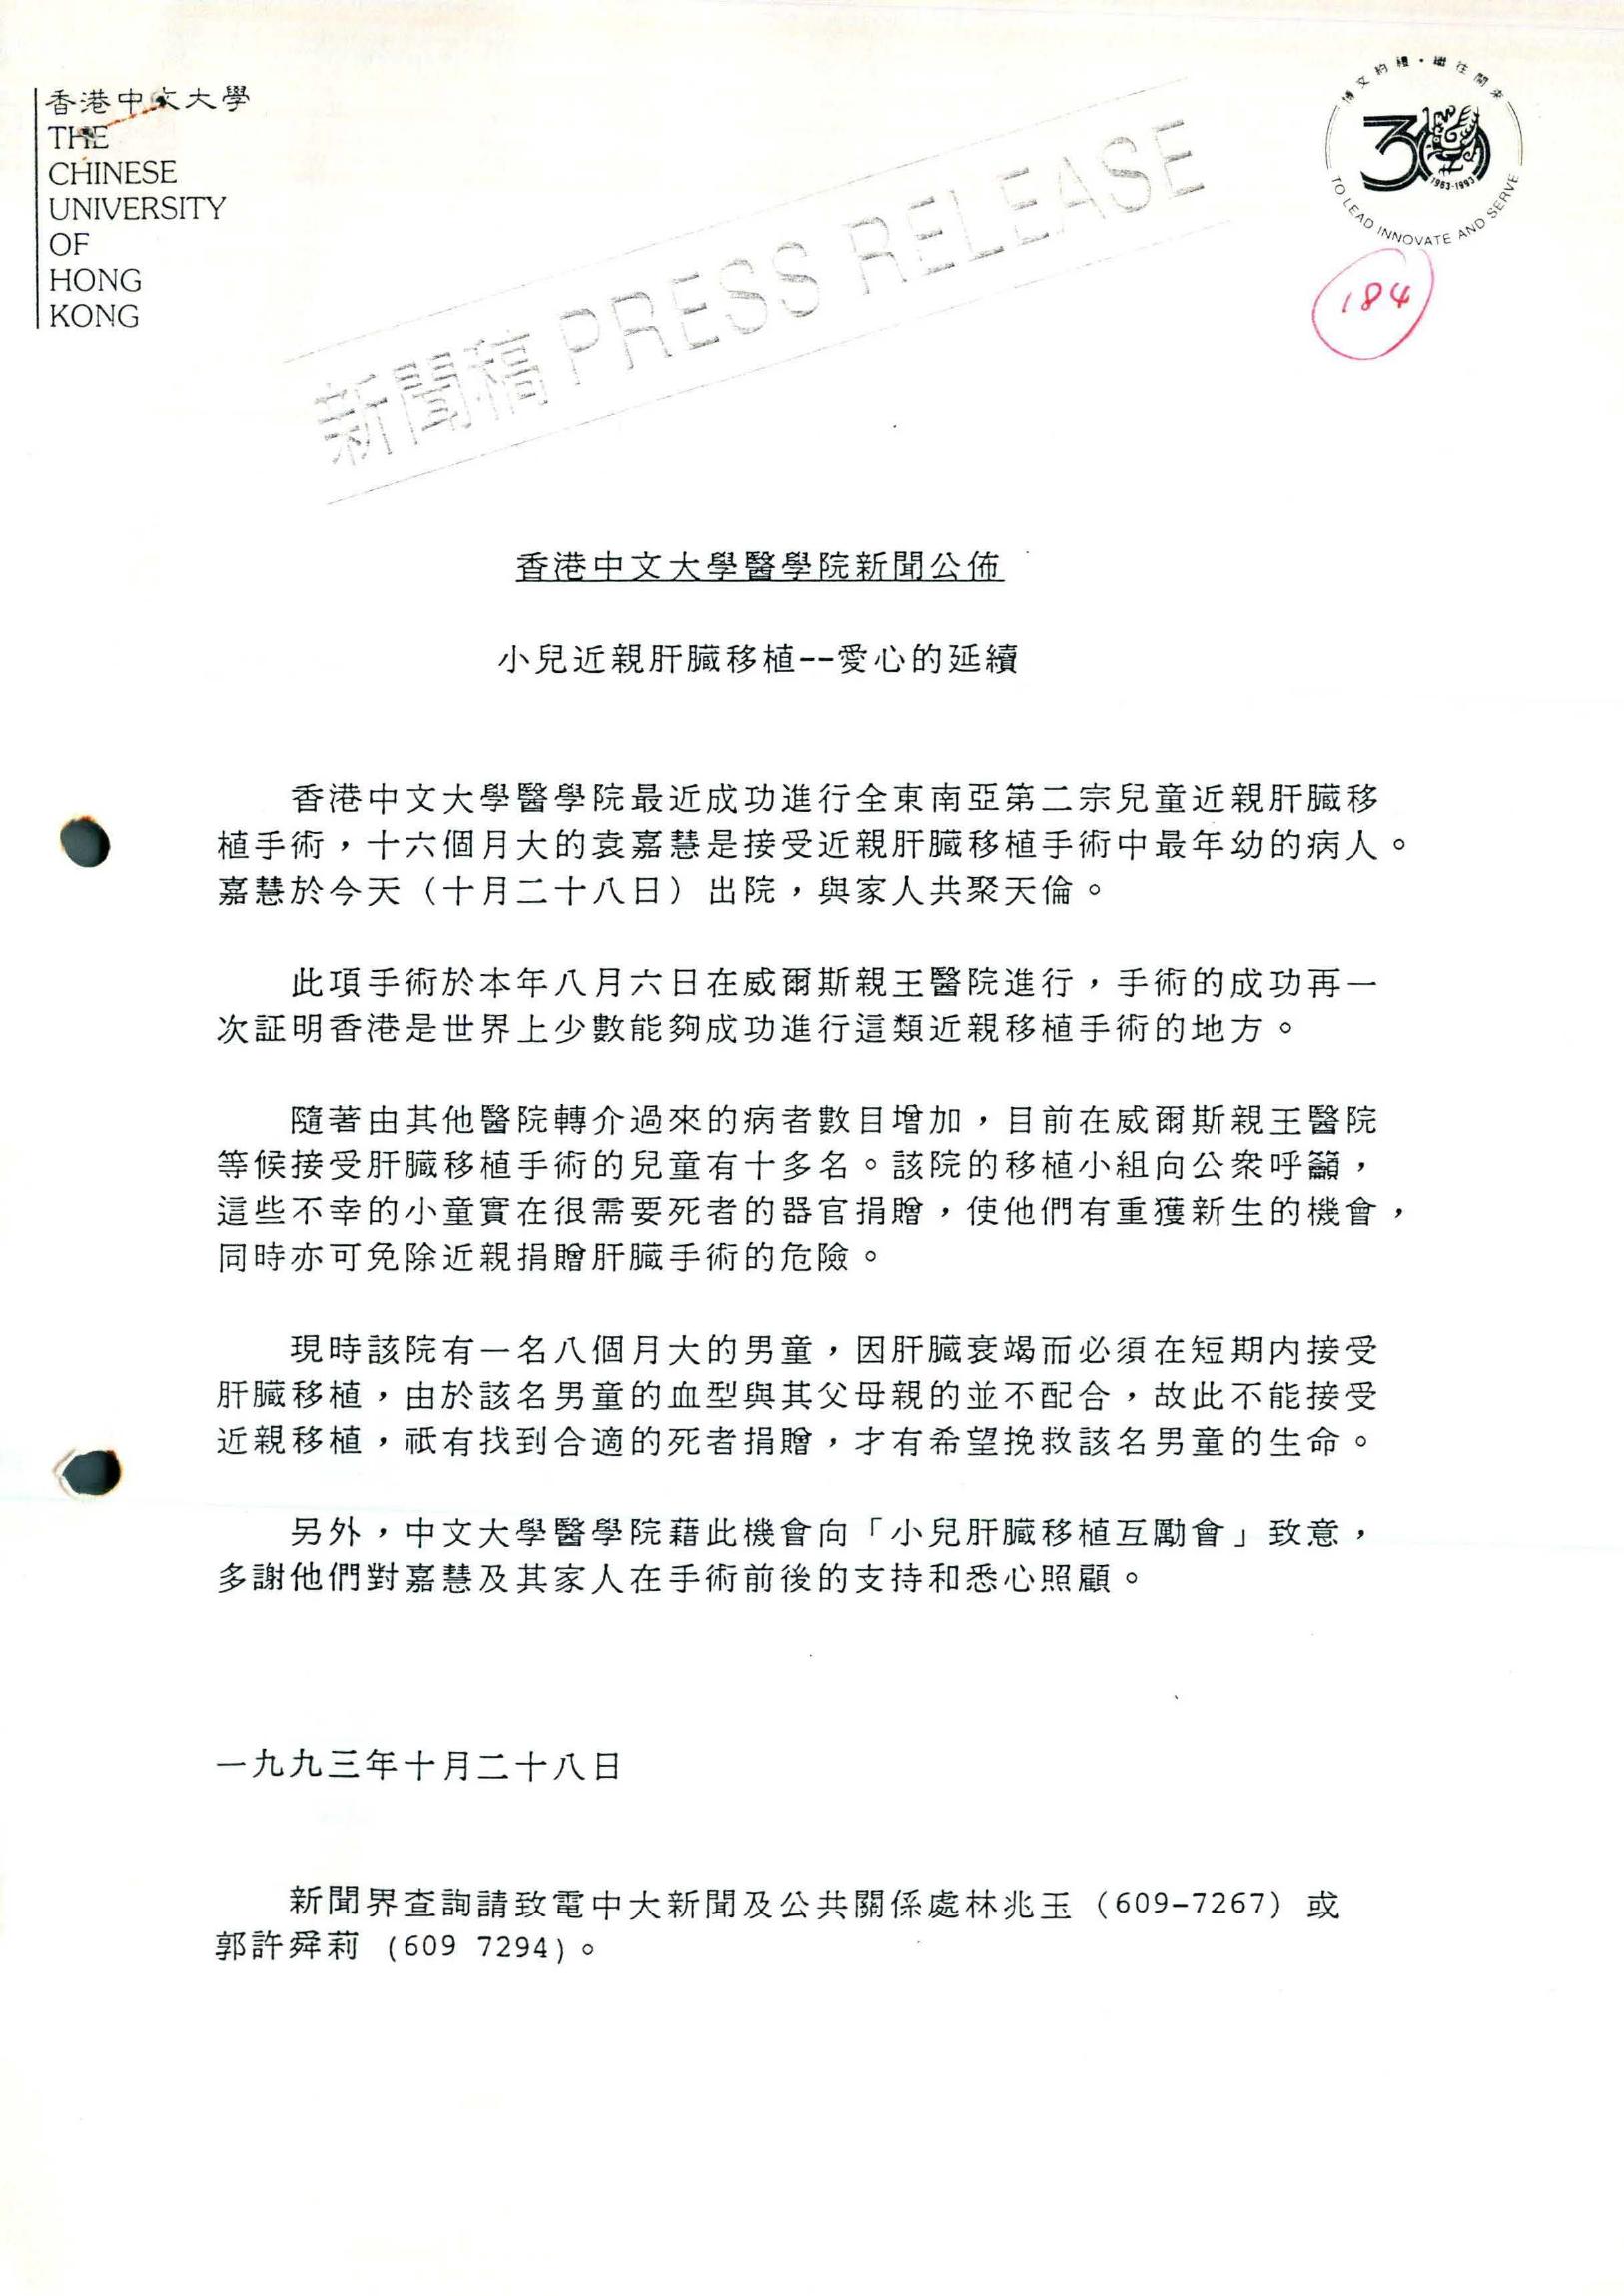 香港中文大學
THE
CHINESE
UNIVERSITY
OF
HONG
KONG
博文約禮·繼往開來
30
1963-1993
TO LEAD INNOVATE AND SERVE
184
新聞稿 PRESS RELEASE
香港中文大學醫學院新聞公佈
小兒近親肝臟移植--愛心的延續
香港中文大學醫學院最近成功進行全東南亞第二宗兒童近親肝臟移
植手術，十六個月大的袁嘉慧是接受近親肝臟移植手術中最年幼的病人。
嘉慧於今天（十月二十八日）出院，與家人共聚天倫。
此項手術於本年八月六日在威爾斯親王醫院進行，手術的成功再一
次証明香港是世界上少數能夠成功進行這類近親移植手術的地方。
隨著由其他醫院轉介過來的病者數目增加，目前在威爾斯親王醫院
等候接受肝臟移植手術的兒童有十多名。該院的移植小組向公衆呼籲，
這些不幸的小童實在很需要死者的器官捐贈，使他們有重獲新生的機會，
同時亦可免除近親捐贈肝臟手術的危險。
現時該院有一名八個月大的男童，因肝臟衰竭而必須在短期内接受
肝臟移植，由於該名男童的血型與其父母親的並不配合，故此不能接受
近親移植，祇有找到合適的死者捐贈，才有希望挽救該名男童的生命。
另外，中文大學醫學院藉此機會向「小兒肝臟移植互勵會」致意，
多謝他們對嘉慧及其家人在手術前後的支持和悉心照顧。
一九九三年十月二十八日
新聞界查詢請致電中大新聞及公共關係處林兆玉（609-7267）或
郭許舜莉 (609 7294)。